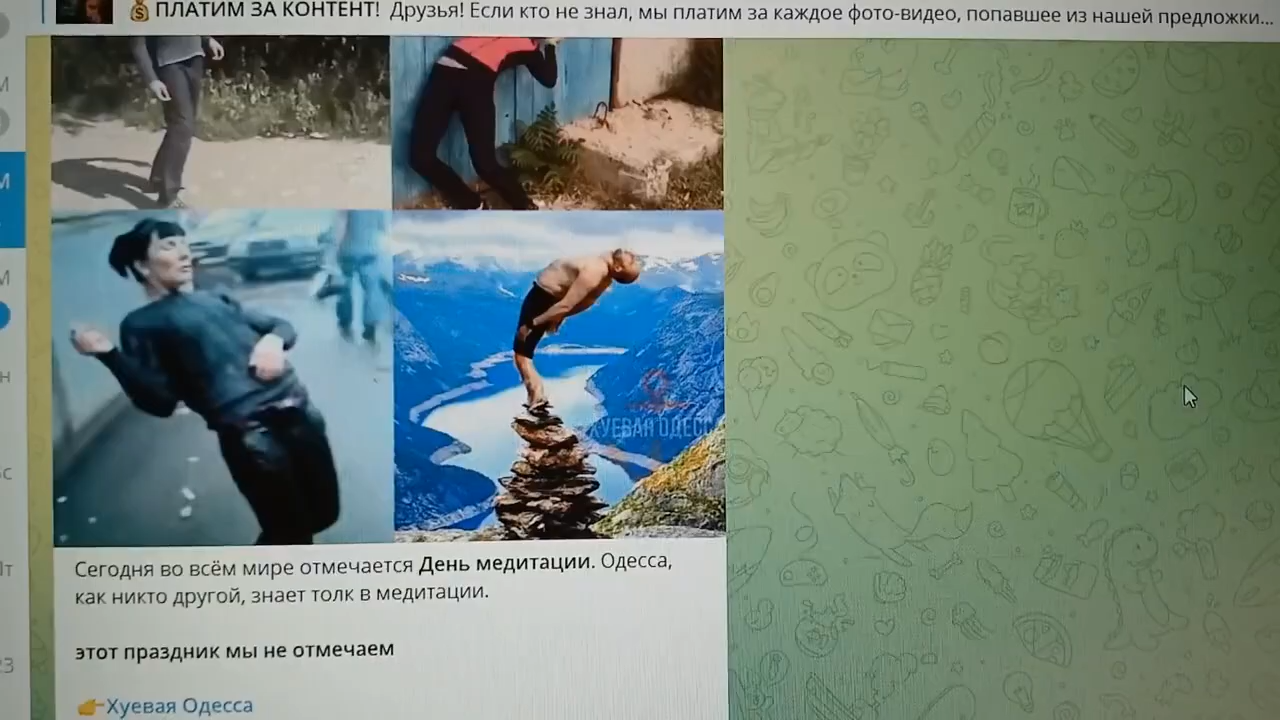 ПЛАТИМ ЗА КОНТЕНТ! Друзья! Если кто не знал, мы платим за каждое фото-видео, попавшее из нашей предложки...
ХУЕВАЯ ОДЕССА
Сегодня во всём мире отмечается День медитации. Одесса,
как никто другой, знает толк в медитации.
этот праздник мы не отмечаем
Хуевая Одесса